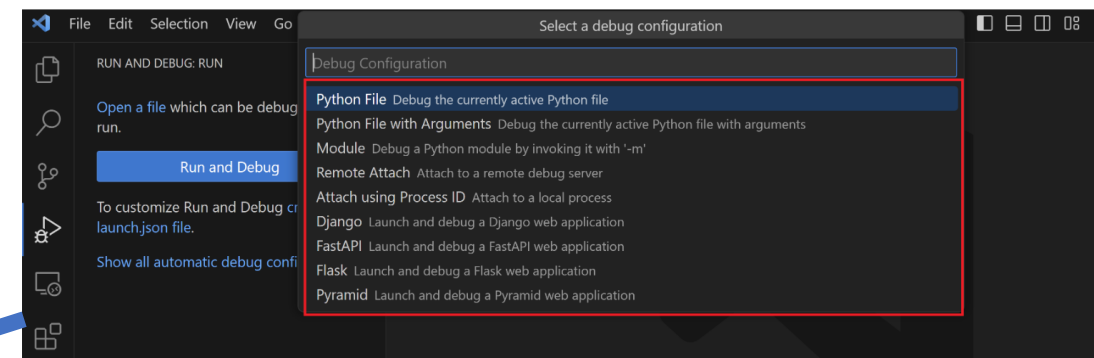 File Edit Selection View Go
Select a debug configuration
RUN AND DEBUG: RUN
Debug Configuration
Open a file which can be debug
run.
Run and Debug
To customize Run and Debug cr
launch.json file.
Show all automatic debug confi
Python File Debug the currently active Python file
Python File with Arguments Debug the currently active Python file with arguments
Module Debug a Python module by invoking it with '-m'
Remote Attach Attach to a remote debug server
Attach using Process ID Attach to a local process
Django Launch and debug a Django web application
FastAPI Launch and debug a FastAPI web application
Flask Launch and debug a Flask web application
Pyramid Launch and debug a Pyramid web application